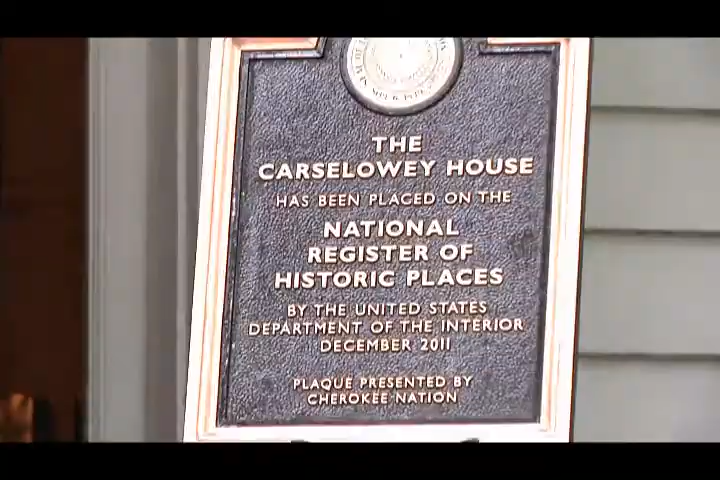 THE
CARSELOWEY HOUSE
HAS BEEN PLACED ON THE
NATIONAL
REGISTER OF
HISTORIC PLACES
BY THE UNITED STATES
DEPARTMENT OF THE INTERIOR
DECEMBER 2011
PLAQUE PRESENTED BY
CHEROKEE NATION